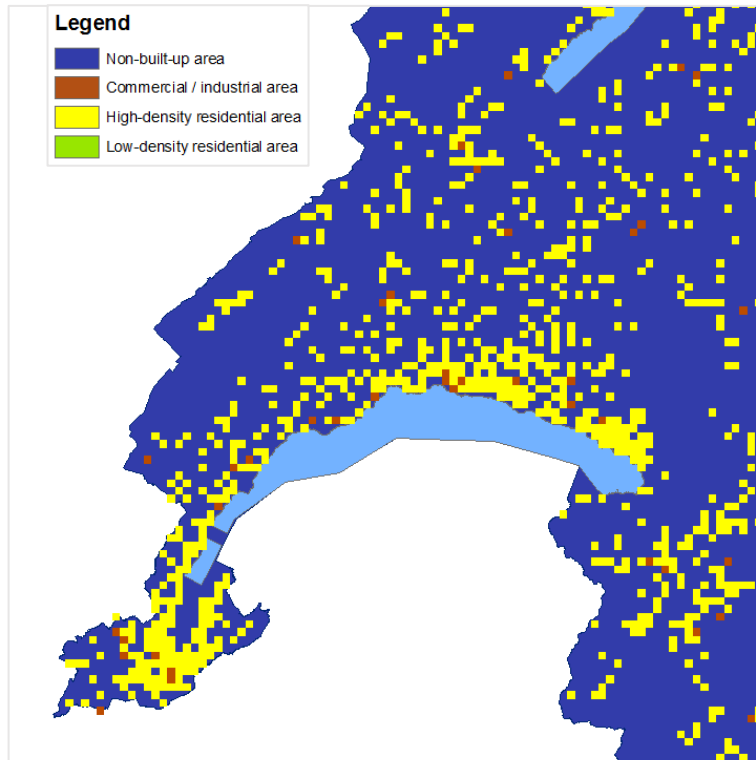 Legend
Non-built-up area
Commercial / industrial area
High-density residential area
Low-density residential area